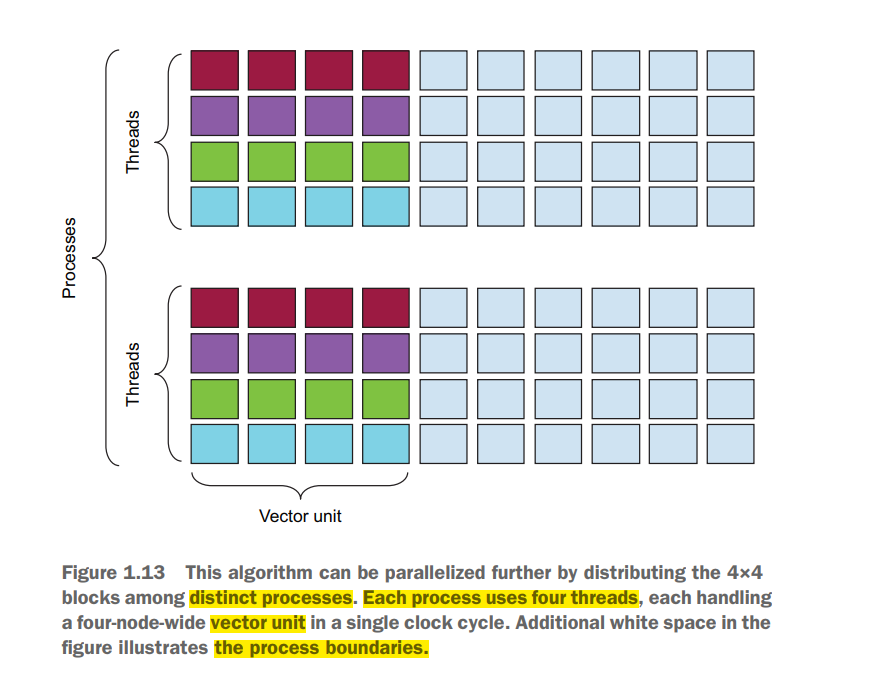 Threads
Processes
Threads
Vector unit
Figure 1.13 This algorithm can be parallelized further by distributing the 4×4
blocks among distinct processes. Each process uses four threads, each handling
a four-node-wide vector unit in a single clock cycle. Additional white space in the
figure illustrates the process boundaries.